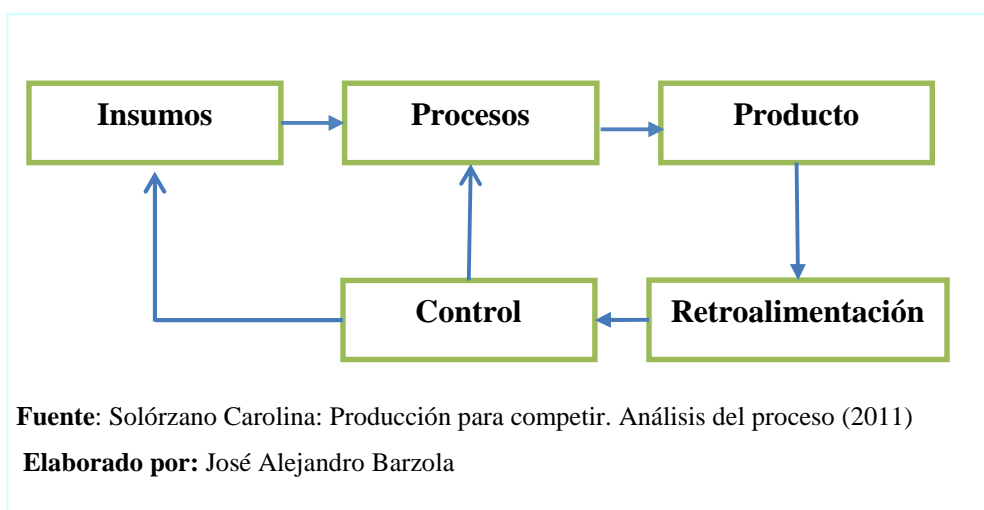 Insumos
Procesos
Producto
Control
Retroalimentación
Fuente: Solórzano Carolina: Producción para competir. Análisis del proceso (2011)
Elaborado por: José Alejandro Barzola